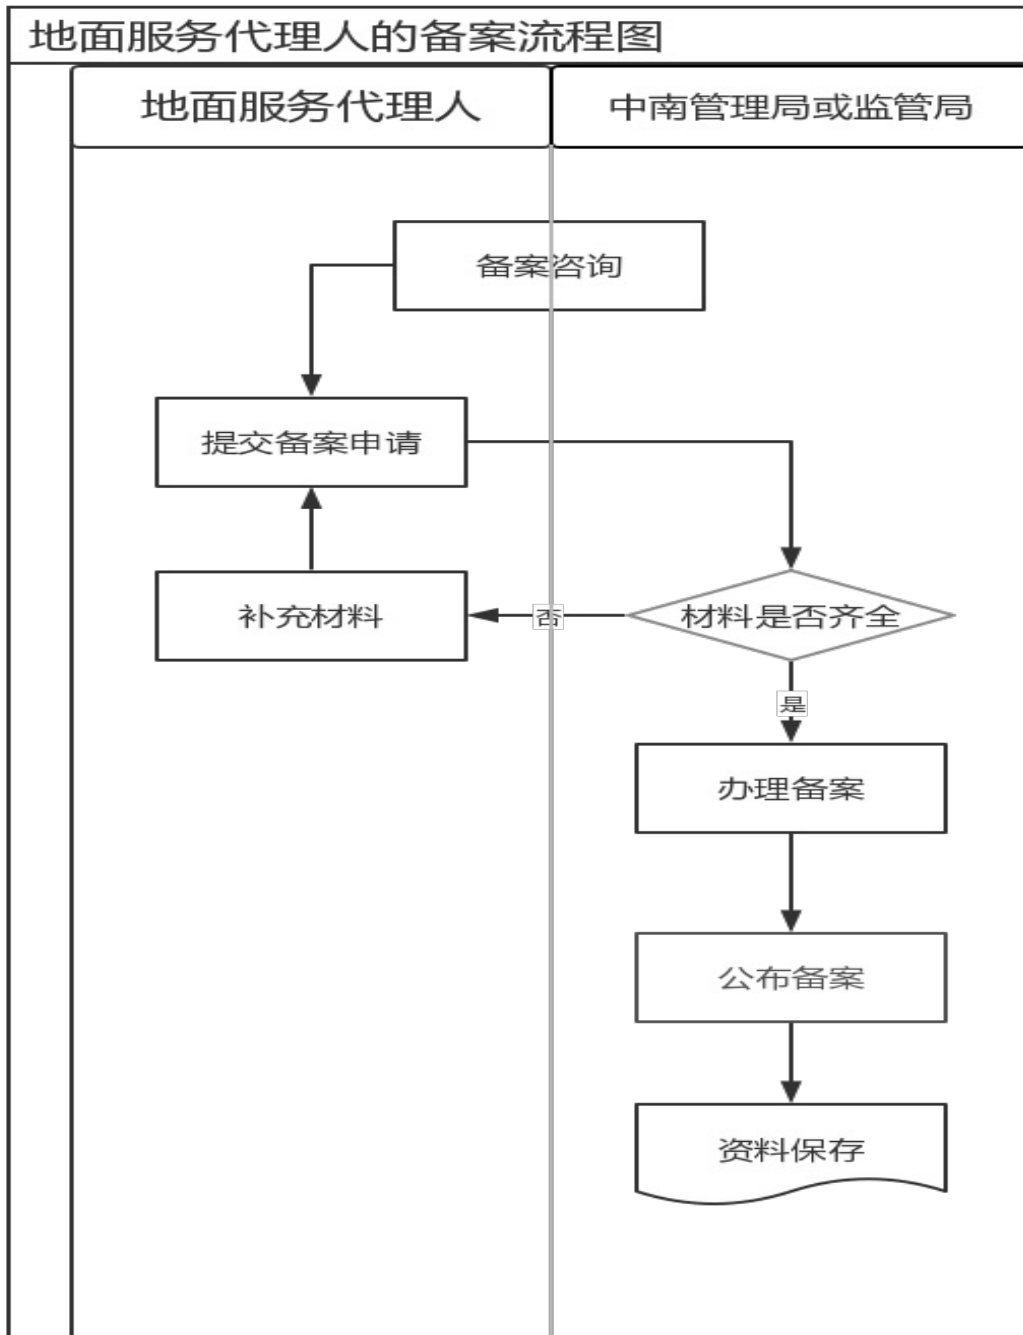 地面服务代理人的备案流程图
地面服务代理人
中南管理局或监管局
备案咨询
提交备案申请
补充材料
否
材料是否齐全
是
办理备案
公布备案
资料保存